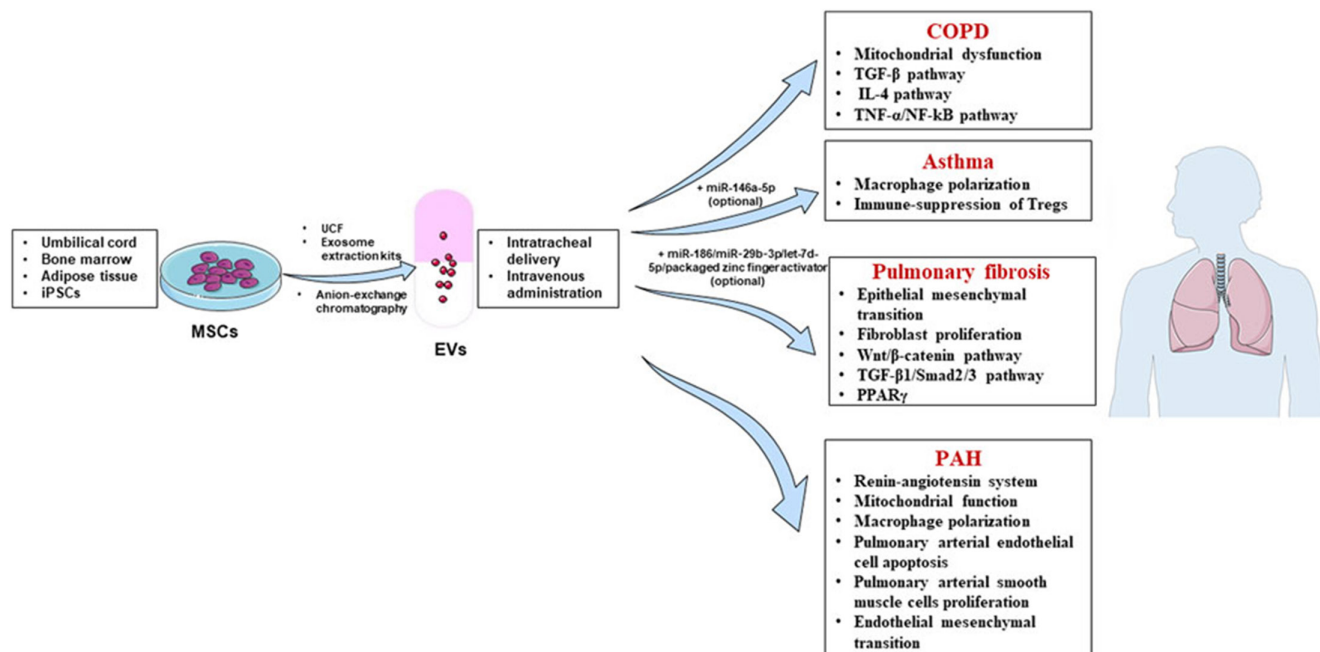 • Umbilical cord
• Bone marrow
• Adipose tissue
• iPSCs
MSCs
• UCF
• Exosome
extraction kits
• Anion-exchange
chromatography
EVs
• Intratracheal
delivery
• Intravenous
administration
+ miR-146a-5p
(optional)
+ miR-186/miR-29b-3p/let-7d-
5p/packaged zinc finger activator
(optional)
COPD
• Mitochondrial dysfunction
• TGF-β pathway
• IL-4 pathway
• TNF-α/NF-kB pathway
Asthma
• Macrophage polarization
• Immune-suppression of Tregs
Pulmonary fibrosis
• Epithelial mesenchymal
transition
• Fibroblast proliferation
• Wnt/β-catenin pathway
• TGF-β1/Smad2/3 pathway
• PPARγ
PAH
• Renin-angiotensin system
• Mitochondrial function
• Macrophage polarization
• Pulmonary arterial endothelial
cell apoptosis
• Pulmonary arterial smooth
muscle cells proliferation
• Endothelial mesenchymal
transition